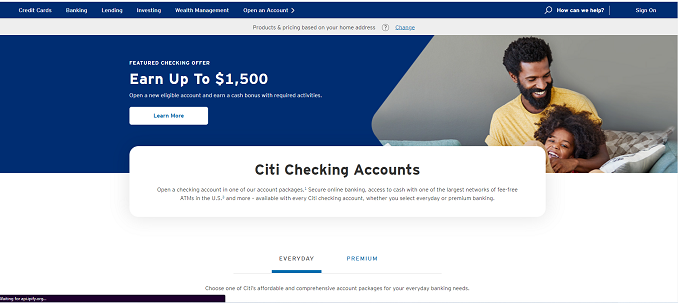 Credit Cards Banking Lending Investing Wealth Management Open an Account How can we help? Sign On
Products & pricing based on your home address ? Change
FEATURED CHECKING OFFER
Earn Up To $1,500
Open a new eligible account and earn a cash bonus with required activities.
Learn More
Citi Checking Accounts
Open a checking account in one of our account packages.¹ Secure online banking, access to cash with one of the largest networks of fee-free
ATMs in the U.S.² and more - available with every Citi checking account, whether you select everyday or premium banking.
EVERYDAY PREMIUM
Choose one of Citi's affordable and comprehensive account packages for your everyday banking needs.
Waiting for api.ipify.org...